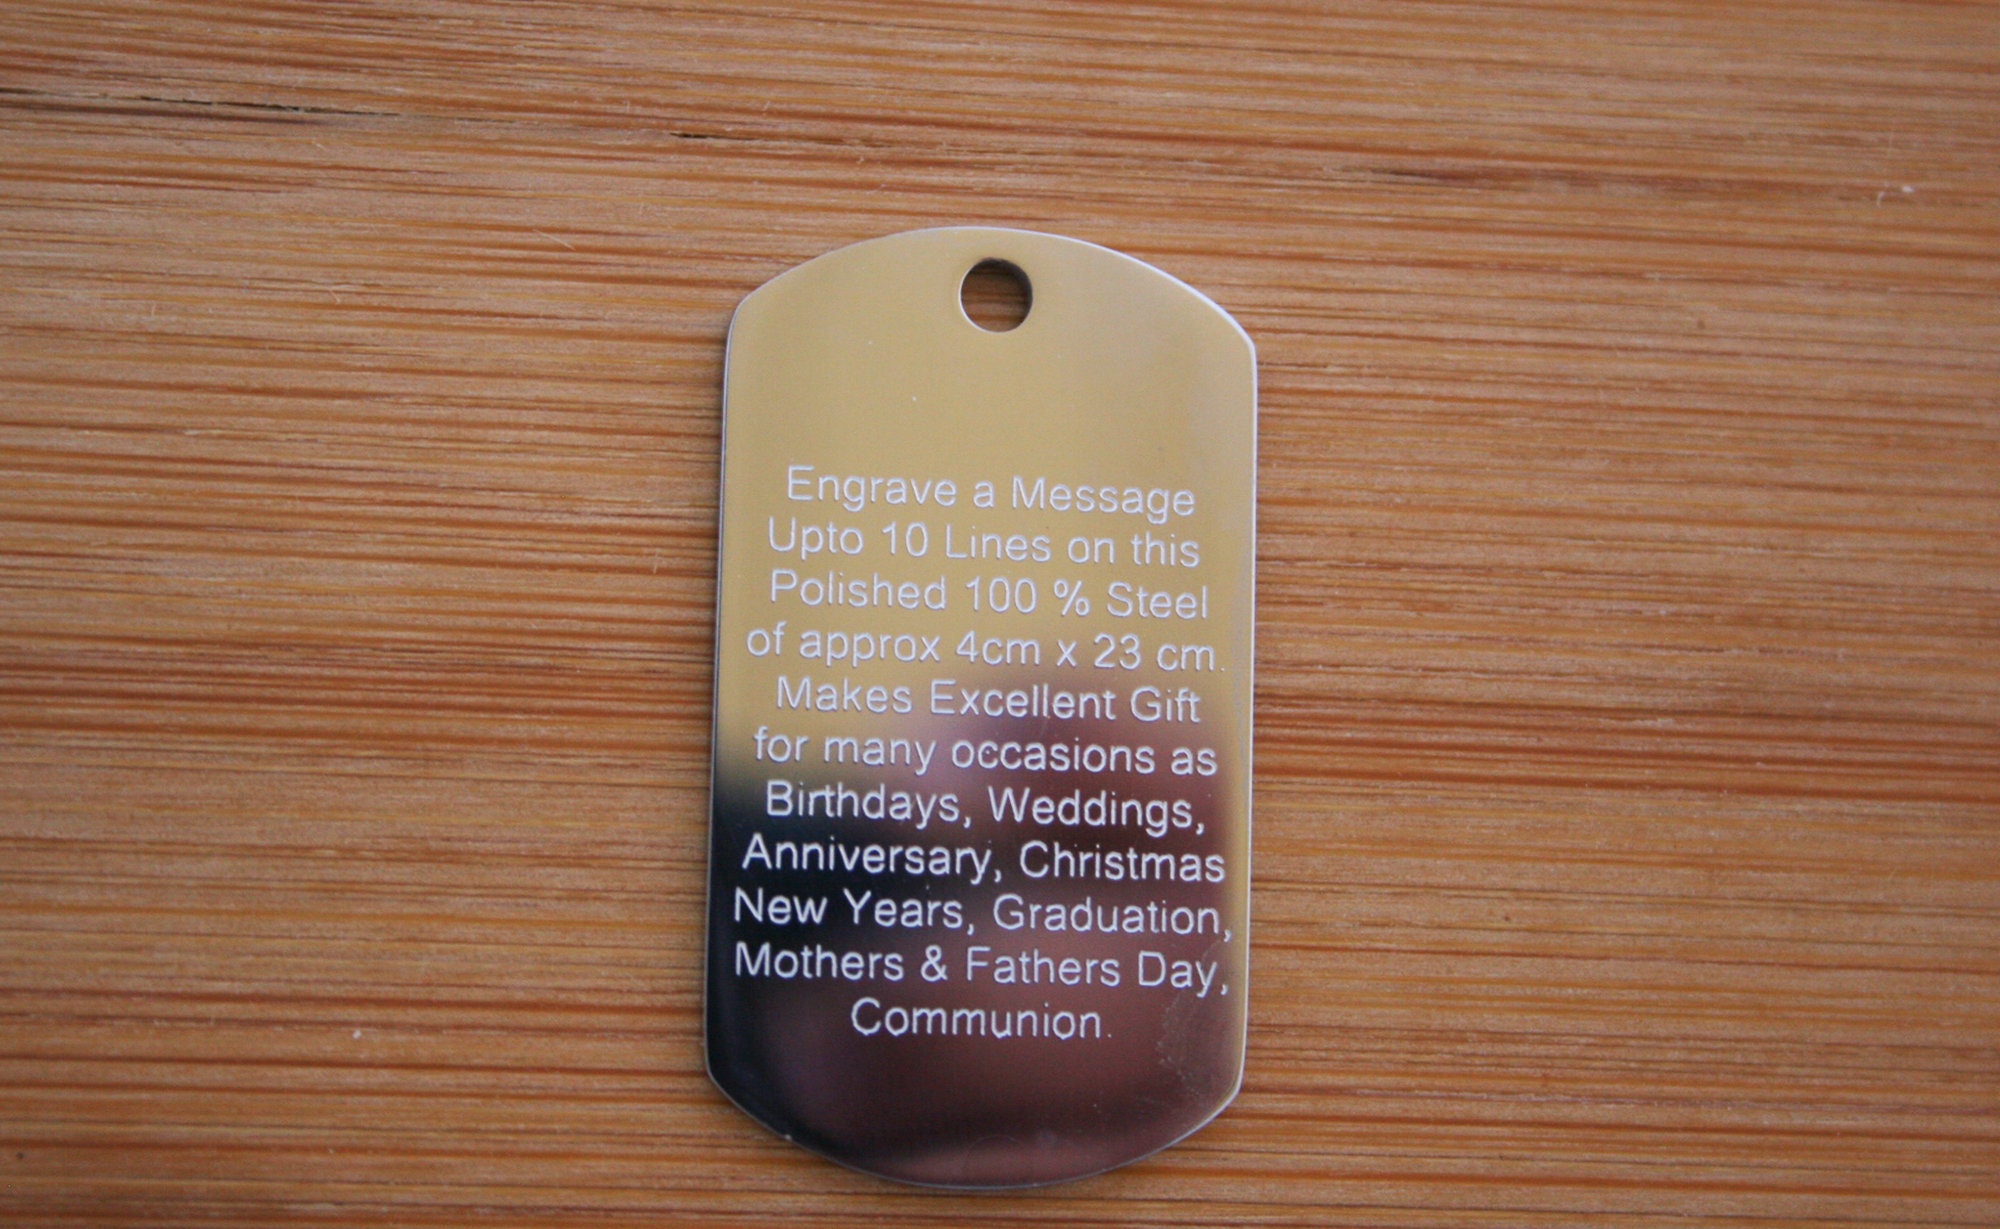 Engrave a Message
Upto 10 Lines on this
Polished 100 % Steel
of approx 4cm x 23 cm.
Makes Excellent Gift
for many occasions as
Birthdays, Weddings,
Anniversary, Christmas
New Years, Graduation,
Mothers & Fathers Day,
Communion.